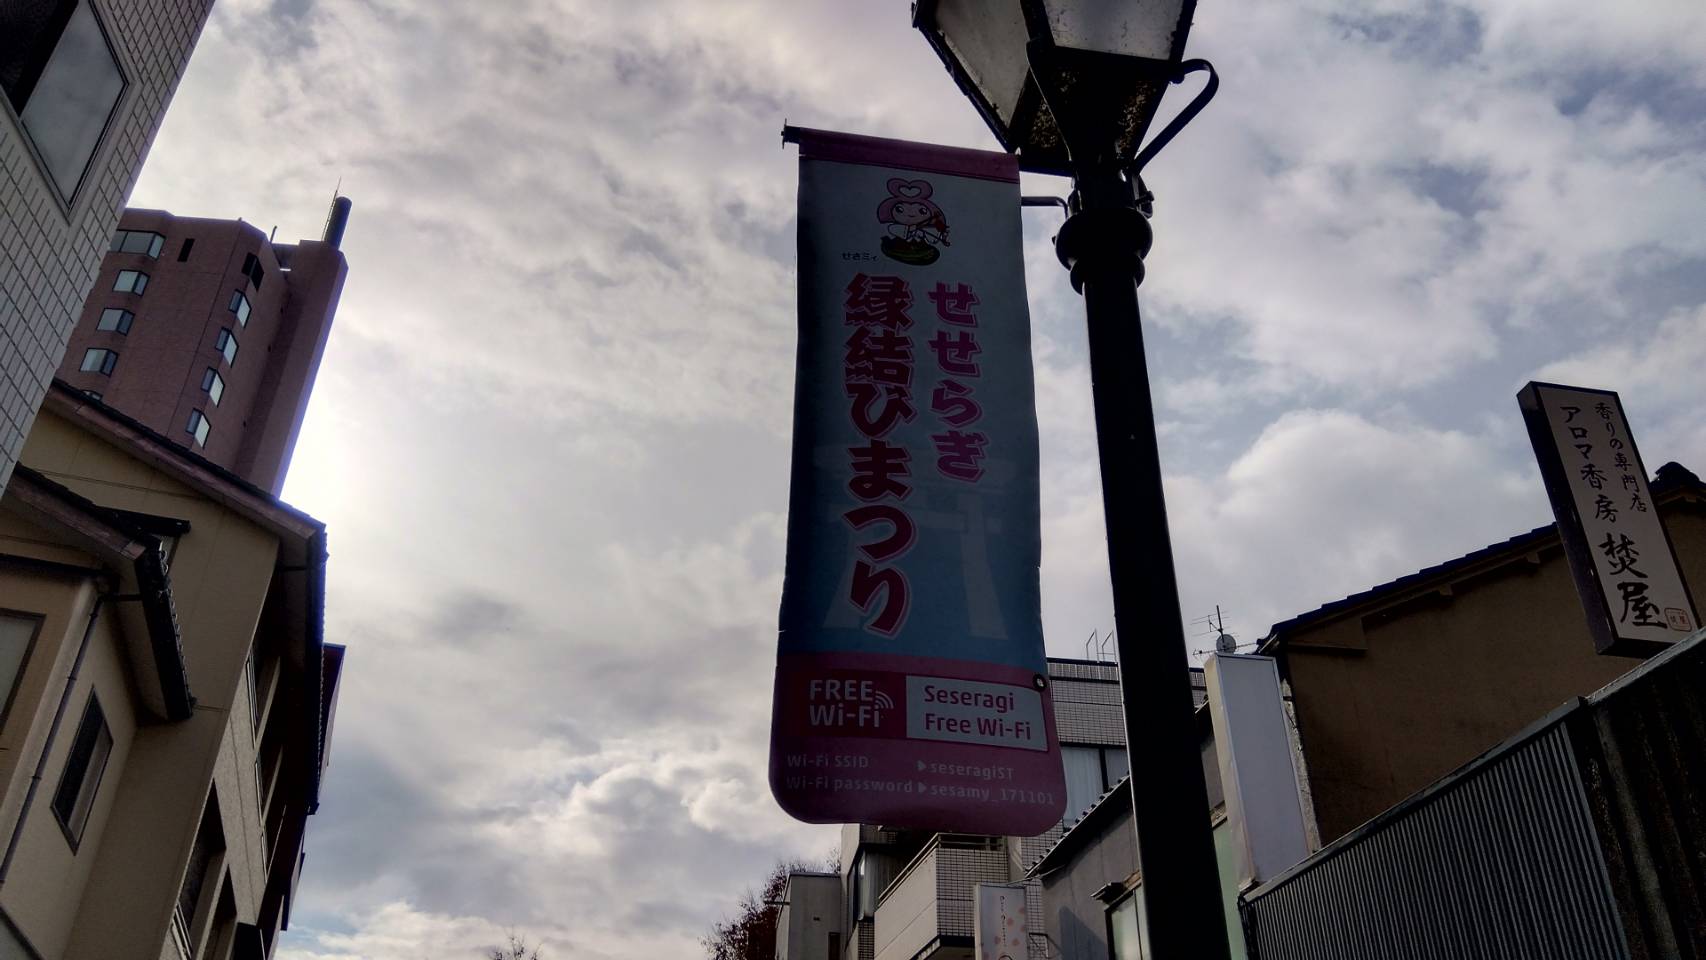 せさミィ
せせらぎ
縁結びまつり
FREE
Wi-Fi
Seseragi
Free Wi-Fi
Wi-Fi SSID ▶seseragiST
Wi-Fi password▶sesamy_171101
香りの専門店
アロマ香房 焚屋